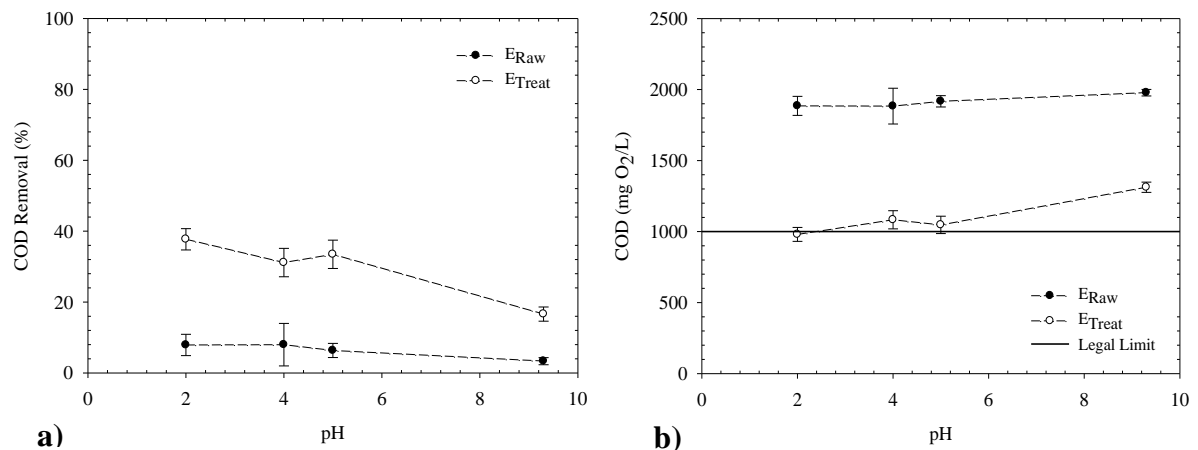 100
80
60
40
20
0
COD Removal (%)
E_Raw
E_Treat
0 2 4 6 8 10
pH
a)
2500
2000
1500
1000
500
0
COD (mg O₂/L)
E_Raw
E_Treat
Legal Limit
0 2 4 6 8 10
pH
b)